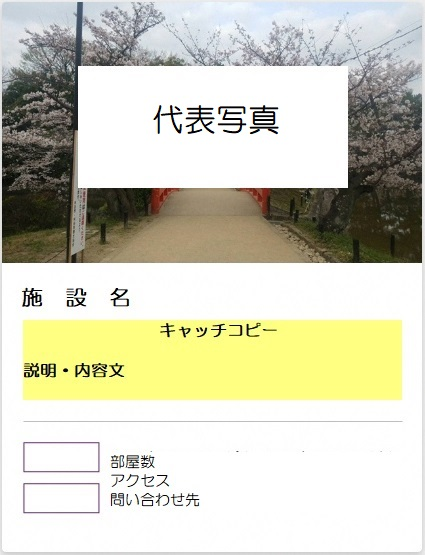 代表写真
施 設 名
キャッチコピー
説明・内容文
部屋数
アクセス
問い合わせ先